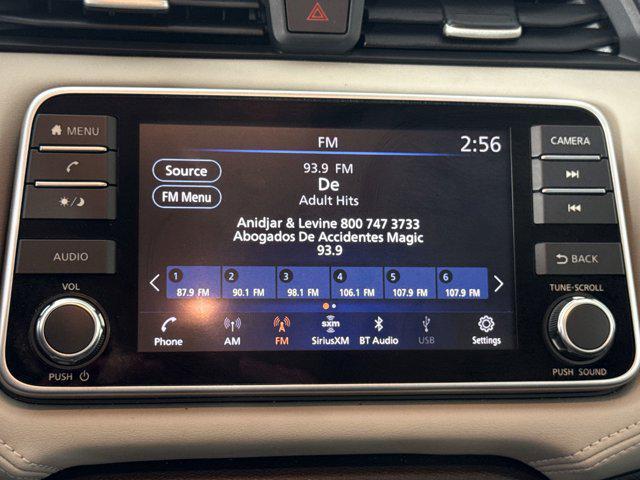 MENU
AUDIO
VOL
PUSH
FM
2:56
Source
FM Menu
93.9 FM
De
Adult Hits
Anidjar & Levine 800 747 3733
Abogados De Accidentes Magic
93.9
1 2 3 4 5 6
87.9 FM 90.1 FM 98.1 FM 106.1 FM 107.9 FM 107.9 FM
sxm
Phone AM FM SiriusXM BT Audio USB Settings
CAMERA
BACK
TUNE-SCROLL
PUSH SOUND